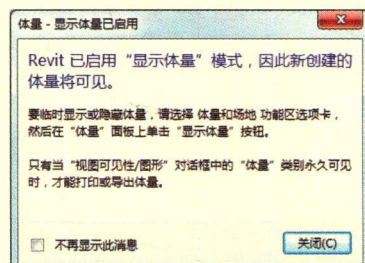 体量 - 显示体量已启用
Revit 已启用“显示体量”模式，因此新创建的
体量将可见。
要临时显示或隐藏体量，请选择 体量和场地 功能区选项卡，
然后在“体量”面板上单击“显示体量”按钮。
只有当“视图可见性/图形”对话框中的“体量”类别永久可见
时，才能打印或导出体量。
不再显示此消息
关闭(C)